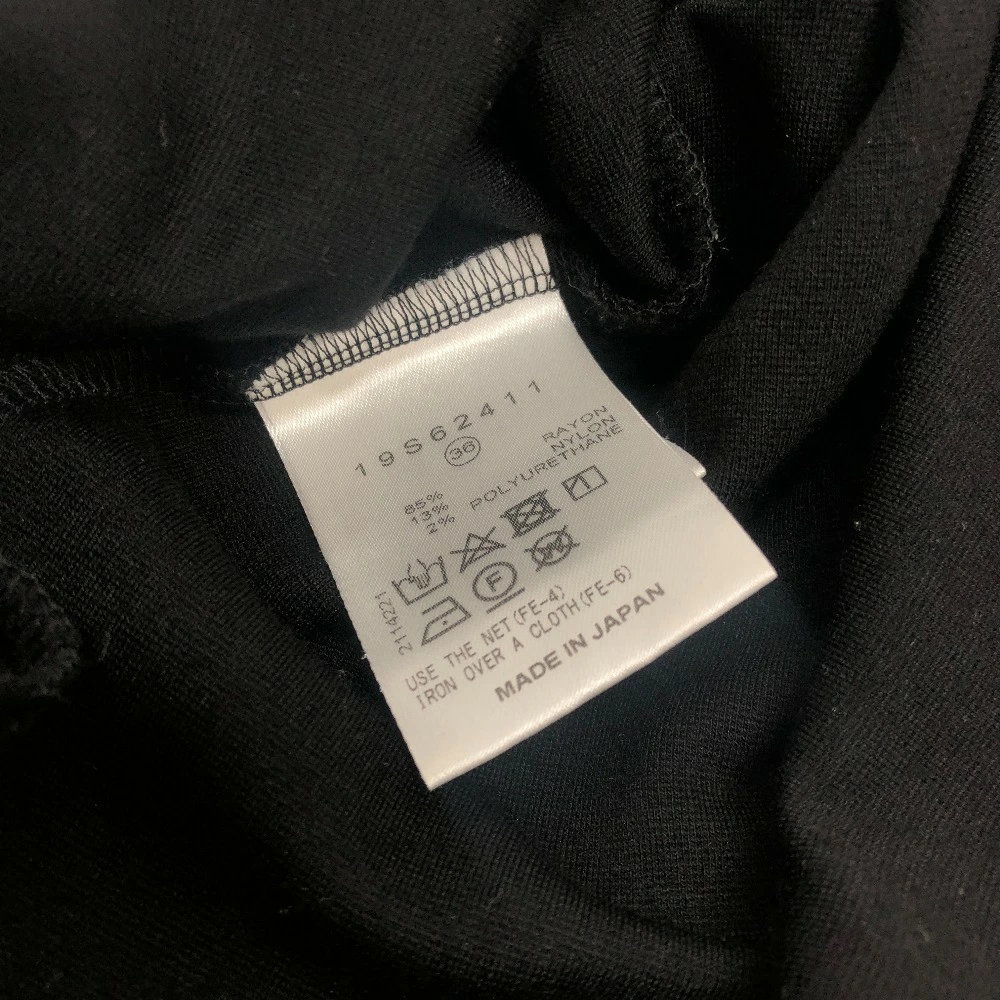 19S62411
36
85% RAYON
13% NYLON
2% POLYURETHANE
F
W
2114221
USE THE NET(FE-4)
IRON OVER A CLOTH(FE-6)
MADE IN JAPAN